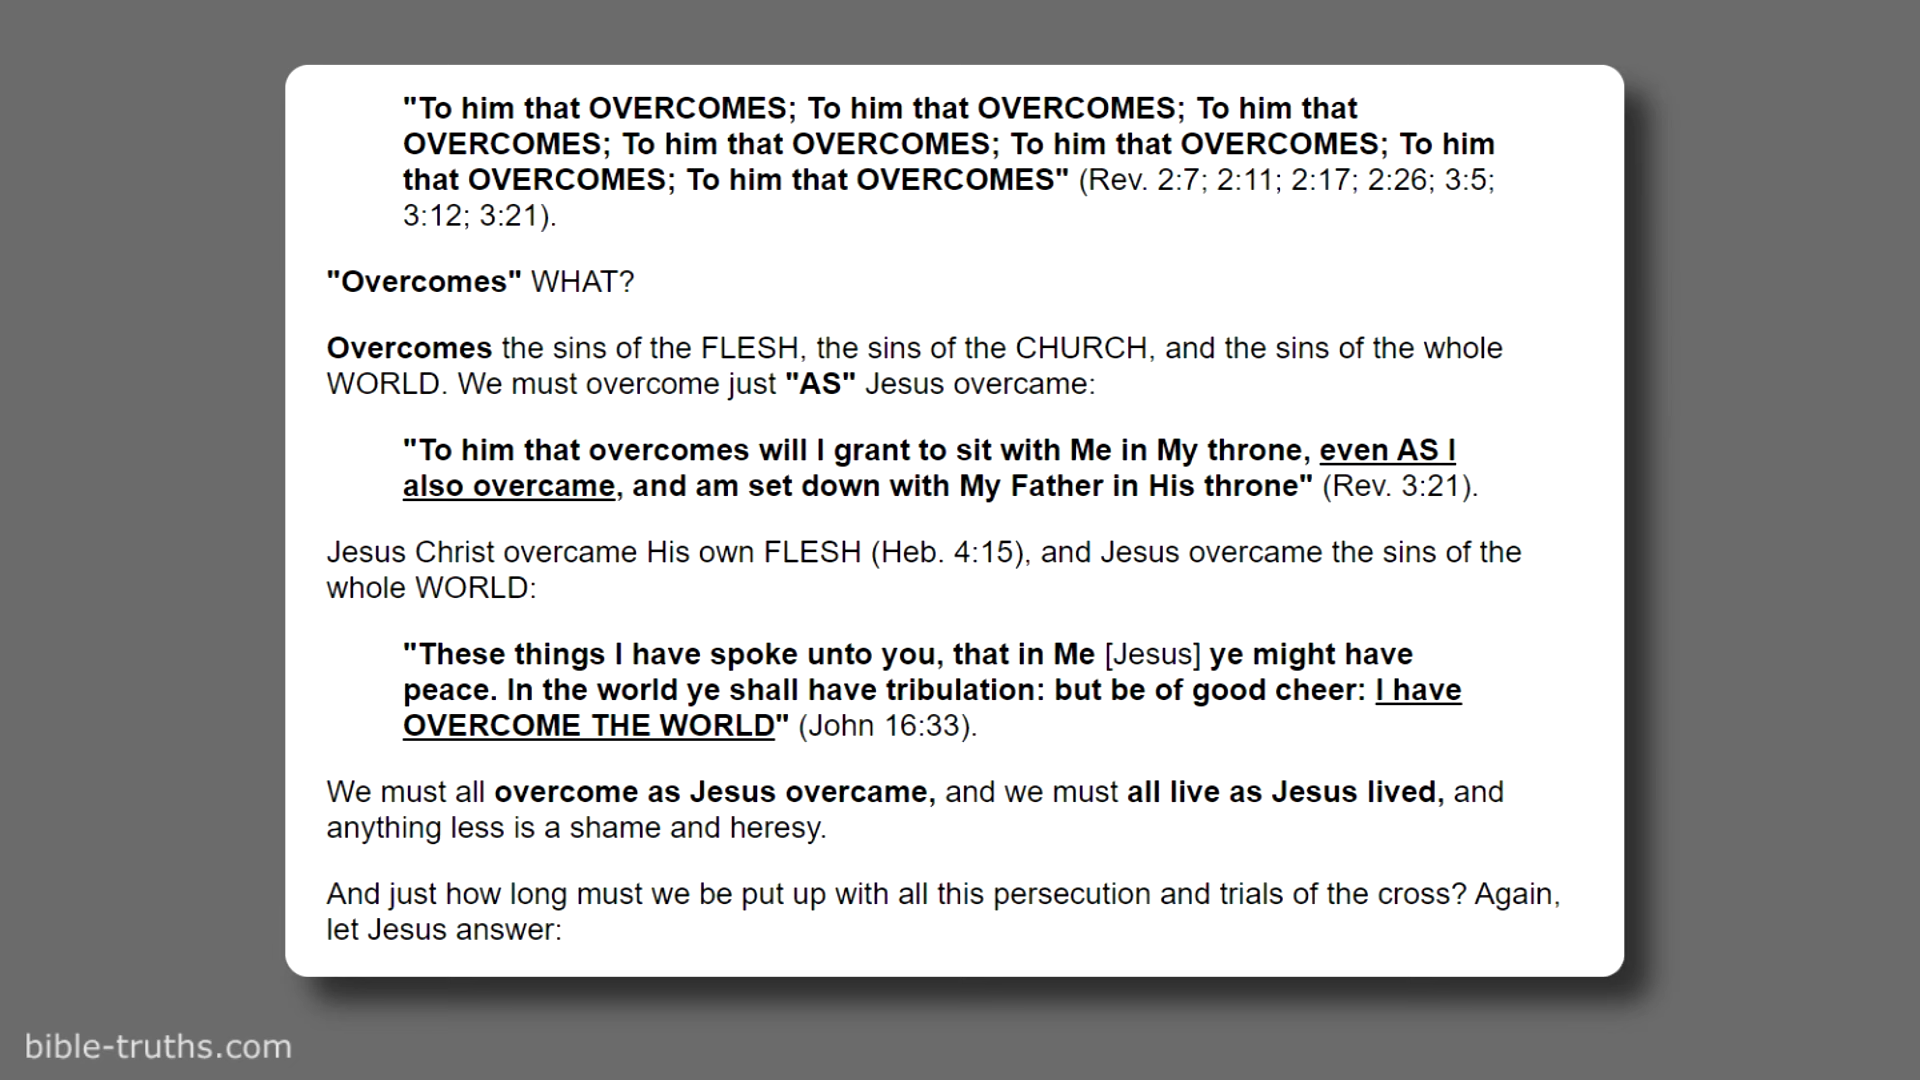 "To him that OVERCOMES; To him that OVERCOMES; To him that
OVERCOMES; To him that OVERCOMES; To him that OVERCOMES; To him
that OVERCOMES; To him that OVERCOMES" (Rev. 2:7; 2:11; 2:17; 2:26; 3:5;
3:12; 3:21).
"Overcomes" WHAT?
Overcomes the sins of the FLESH, the sins of the CHURCH, and the sins of the whole
WORLD. We must overcome just "AS" Jesus overcame:
"To him that overcomes will I grant to sit with Me in My throne, even AS I
also overcame, and am set down with My Father in His throne" (Rev. 3:21).
Jesus Christ overcame His own FLESH (Heb. 4:15), and Jesus overcame the sins of the
whole WORLD:
"These things I have spoke unto you, that in Me [Jesus] ye might have
peace. In the world ye shall have tribulation: but be of good cheer: I have
OVERCOME THE WORLD" (John 16:33).
We must all overcome as Jesus overcame, and we must all live as Jesus lived, and
anything less is a shame and heresy.
And just how long must we be put up with all this persecution and trials of the cross? Again,
let Jesus answer:
bible-truths.com